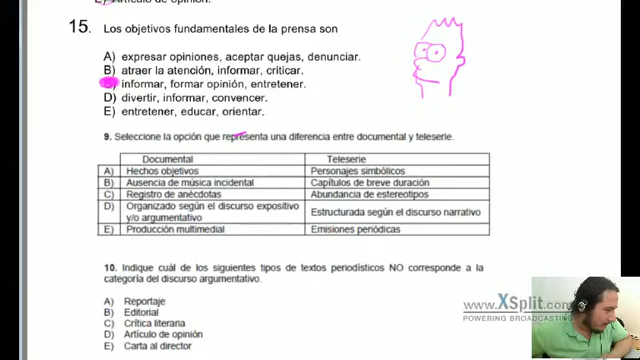 E) Artículo de opinión.
15. Los objetivos fundamentales de la prensa son
A) expresar opiniones, aceptar quejas, denunciar.
B) atraer la atención, informar, criticar.
informar, formar opinión, entretener.
D) divertir, informar, convencer.
E) entretener, educar, orientar.
9. Seleccione la opción que representa una diferencia entre documental y teleserie.
Documental Teleserie
A) Hechos objetivos Personajes simbólicos
B) Ausencia de música incidental Capítulos de breve duración
C) Registro de anécdotas Abundancia de estereotipos
D) Organizado según el discurso expositivo
y/o argumentativo Estructurada según el discurso narrativo
E) Producción multimedial Emisiones periódicas
10. Indique cuál de los siguientes tipos de textos periodísticos NO corresponde a la
categoría del discurso argumentativo.
A) Reportaje
B) Editorial
C) Crítica literaria
D) Artículo de opinión
E) Carta al director
www.XSplit.com
POWERING BROADCASTING